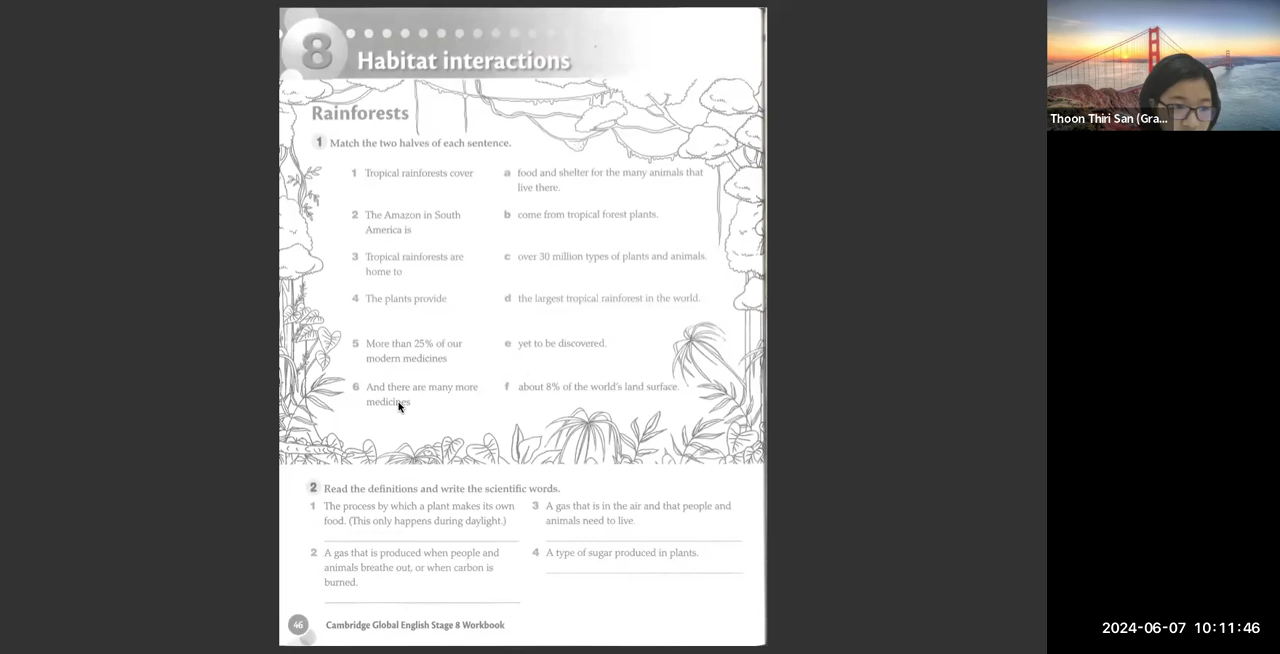 8
Habitat interactions
Rainforests
1 Match the two halves of each sentence.
1 Tropical rainforests cover
a food and shelter for the many animals that
live there.
2 The Amazon in South
America is
b come from tropical forest plants.
3 Tropical rainforests are
home to
c over 30 million types of plants and animals.
4 The plants provide
d the largest tropical rainforest in the world.
5 More than 25% of our
modern medicines
e yet to be discovered.
6 And there are many more
medicines
f about 8% of the world's land surface.
2 Read the definitions and write the scientific words.
1 The process by which a plant makes its own
food. (This only happens during daylight.)
2 A gas that is produced when people and
animals breathe out, or when carbon is
burned.
3 A gas that is in the air and that people and
animals need to live.
4 A type of sugar produced in plants.
46
Cambridge Global English Stage 8 Workbook
Thoon Thiri San (Gra...
2024-06-07 10:11:46